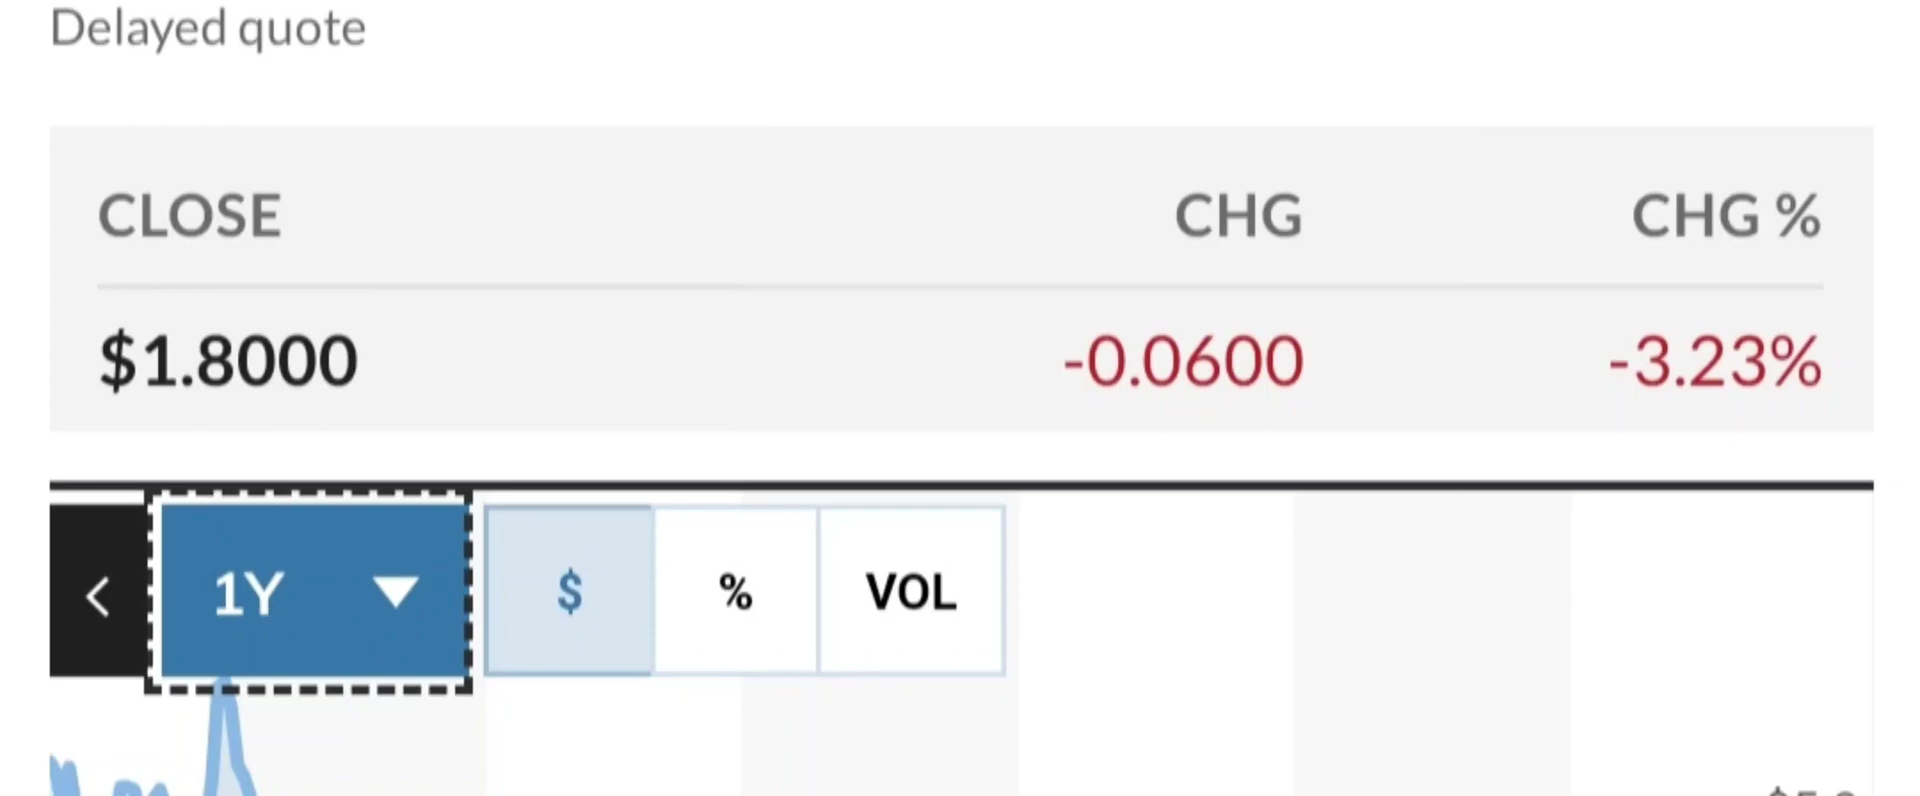 Delayed quote
CLOSE CHG CHG %
$1.8000 -0.0600 -3.23%
1Y $ % VOL